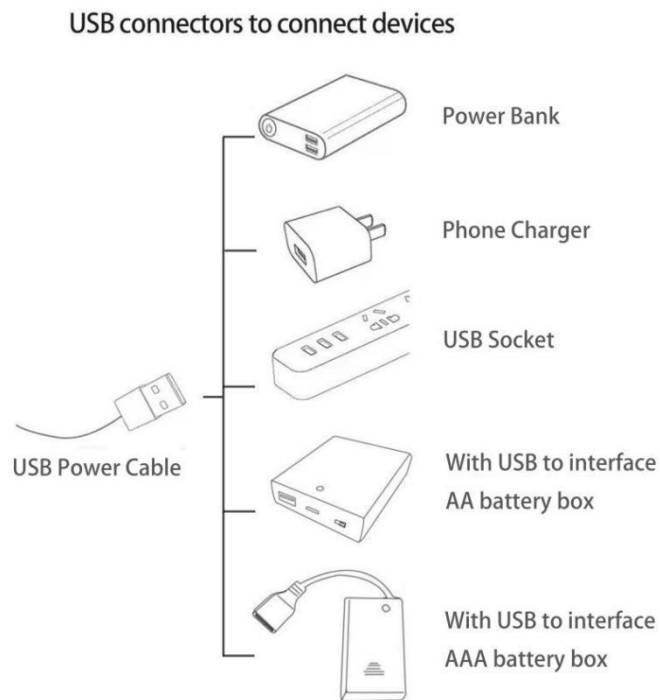 USB connectors to connect devices
Power Bank
Phone Charger
USB Socket
USB Power Cable
With USB to interface
AA battery box
With USB to interface
AAA battery box